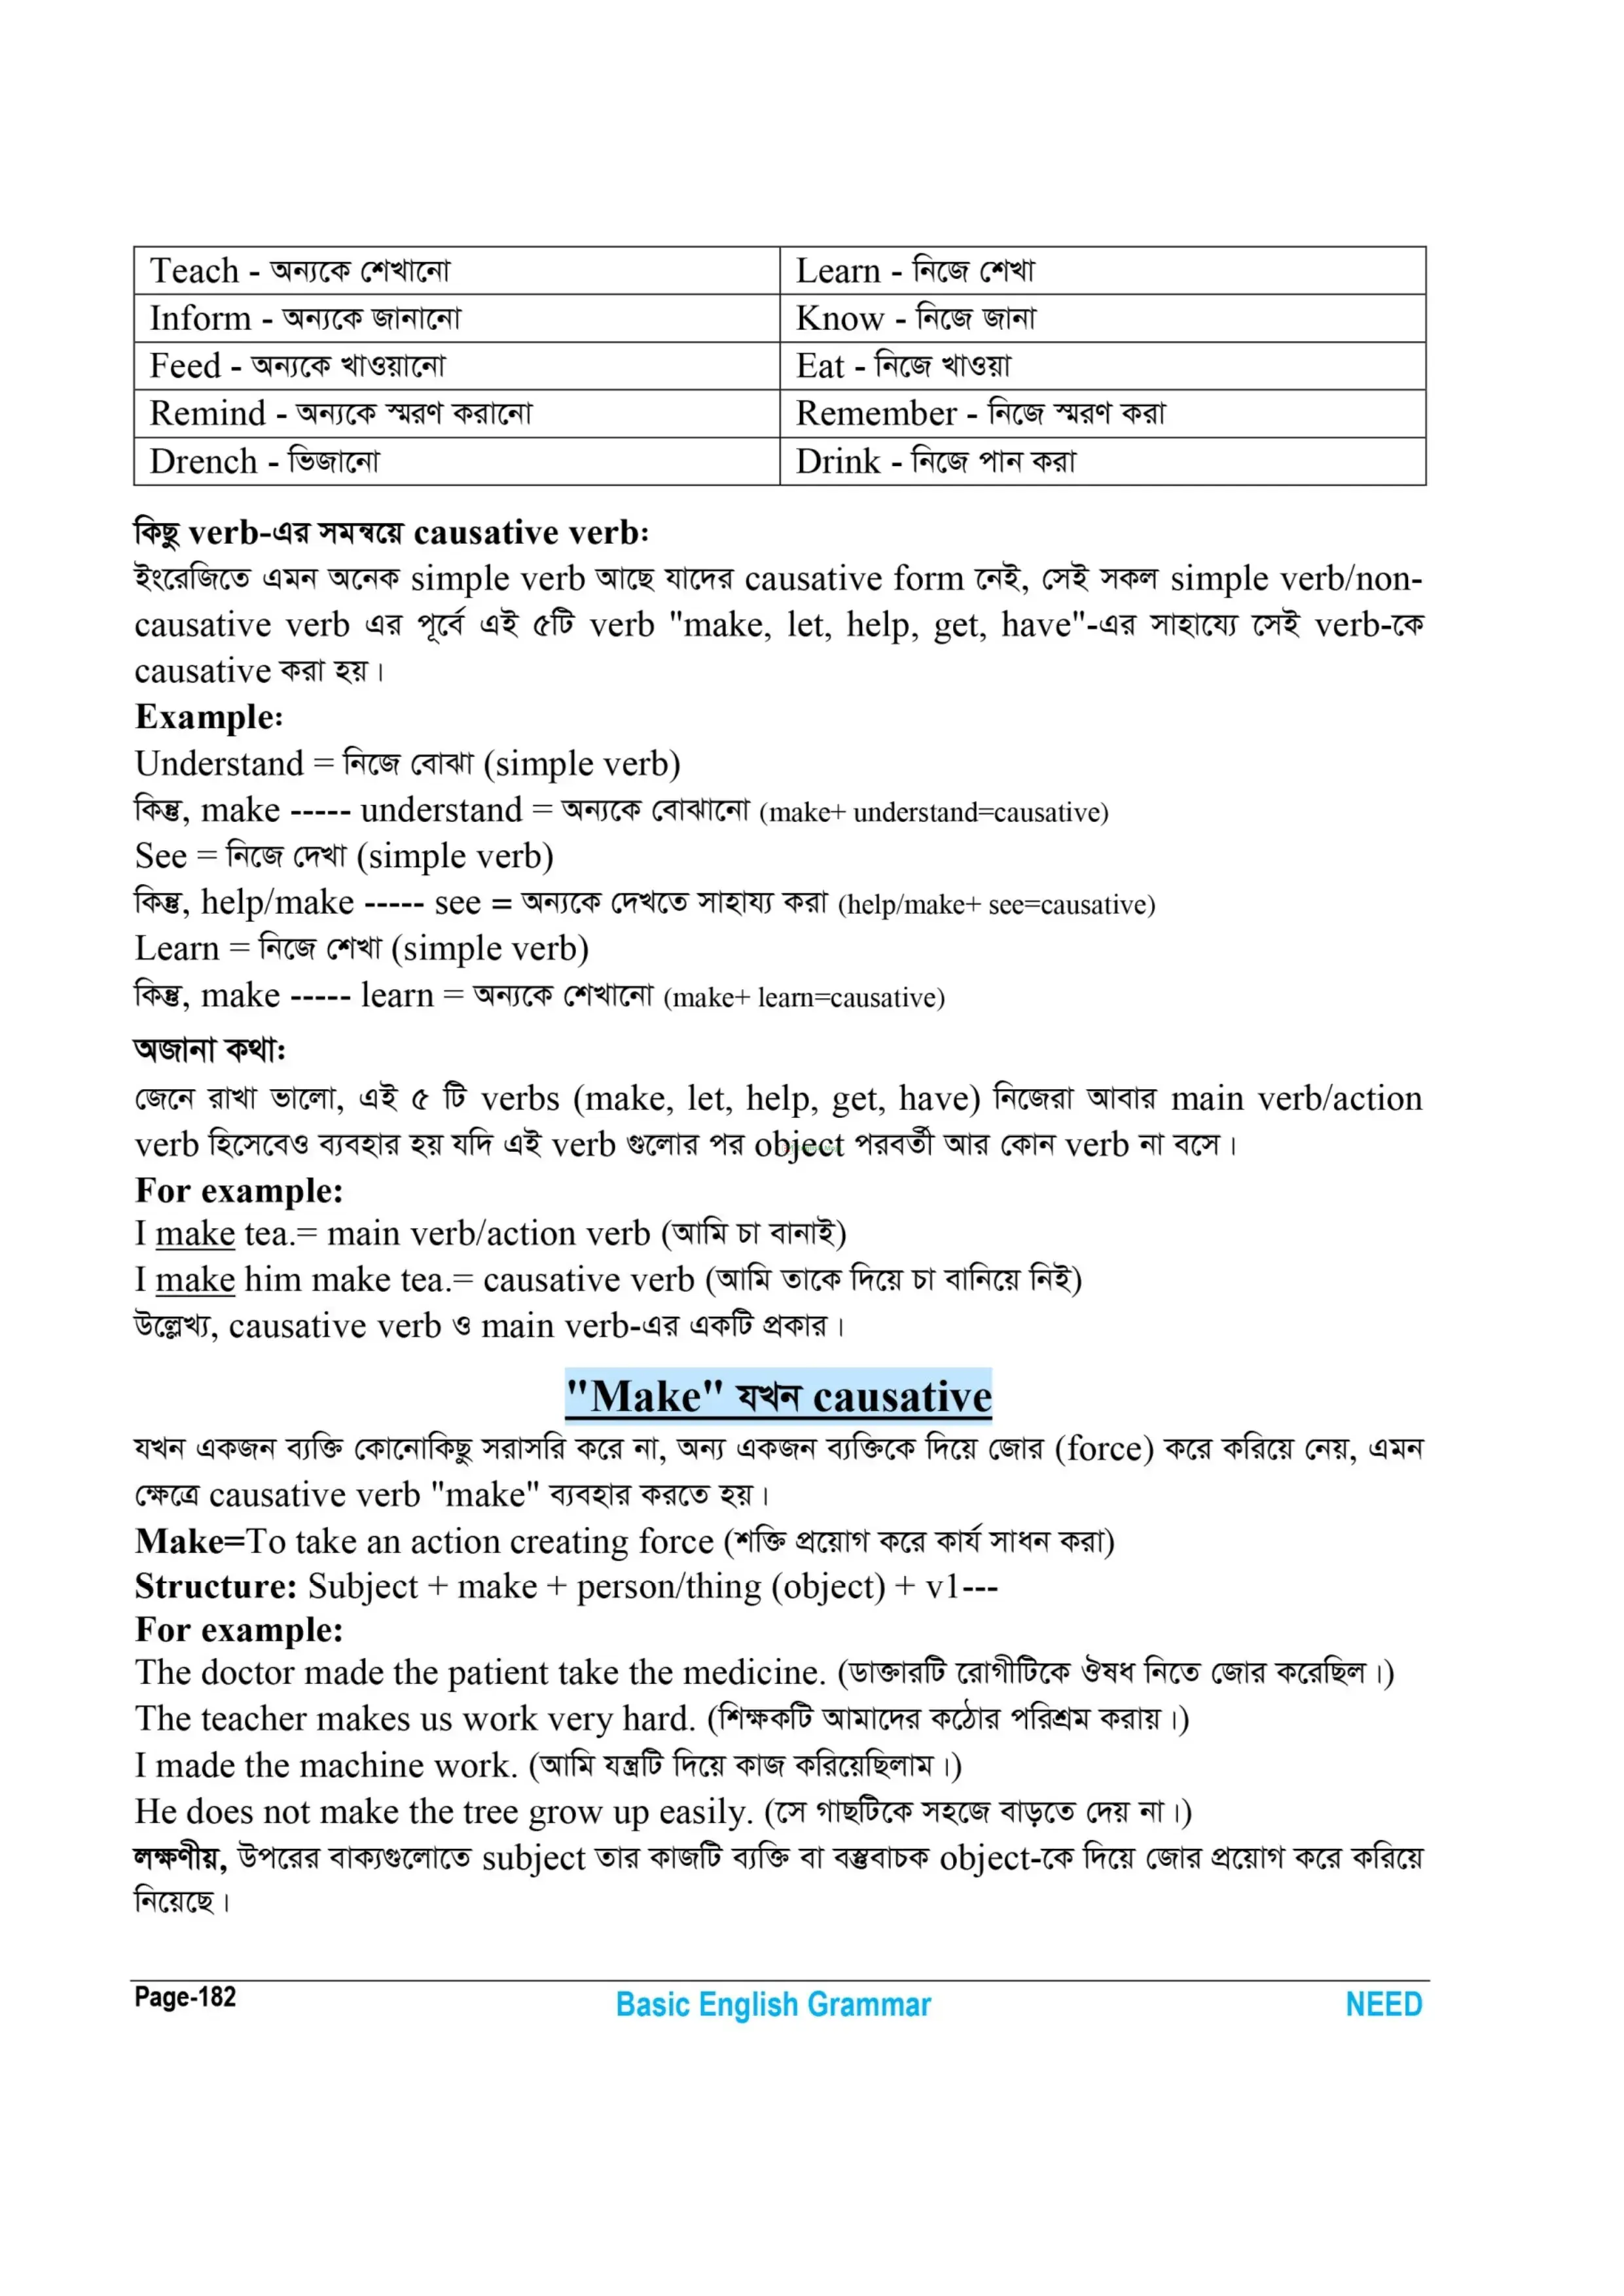 Teach - অন্যকে শেখানো	Learn - নিজে শেখা
Inform - অন্যকে জানানো	Know - নিজে জানা
Feed - অন্যকে খাওয়ানো	Eat - নিজে খাওয়া
Remind - অন্যকে স্মরণ করানো	Remember - নিজে স্মরণ করা
Drench - ভিজানো	Drink - নিজে পান করা
কিছু verb-এর সমন্বয়ে causative verb:
ইংরেজিতে এমন অনেক simple verb আছে যাদের causative form নেই, সেই সকল simple verb/non-
causative verb এর পূর্বে এই ৫টি verb "make, let, help, get, have"-এর সাহায্যে সেই verb-কে
causative করা হয়।
Example:
Understand = নিজে বোঝা (simple verb)
কিন্তু, make ----- understand = অন্যকে বোঝানো (make+ understand=causative)
See = নিজে দেখা (simple verb)
কিন্তু, help/make ----- see = অন্যকে দেখতে সাহায্য করা (help/make+ see=causative)
Learn = নিজে শেখা (simple verb)
কিন্তু, make ----- learn = অন্যকে শেখানো (make+ learn=causative)
অজানা কথা:
জেনে রাখা ভালো, এই ৫ টি verbs (make, let, help, get, have) নিজেরা আবার main verb/action
verb হিসেবেও ব্যবহার হয় যদি এই verb গুলোর পর object পরবর্তী আর কোন verb না বসে।
For example:
I make tea.= main verb/action verb (আমি চা বানাই)
I make him make tea.= causative verb (আমি তাকে দিয়ে চা বানিয়ে নিই)
উল্লেখ্য, causative verb ও main verb-এর একটি প্রকার।
"Make" যখন causative
যখন একজন ব্যক্তি কোনোকিছু সরাসরি করে না, অন্য একজন ব্যক্তিকে দিয়ে জোর (force) করে করিয়ে নেয়, এমন
ক্ষেত্রে causative verb "make" ব্যবহার করতে হয়।
Make=To take an action creating force (শক্তি প্রয়োগ করে কার্য সাধন করা)
Structure: Subject + make + person/thing (object) + v1---
For example:
The doctor made the patient take the medicine. (ডাক্তারটি রোগীটিকে ঔষধ নিতে জোর করেছিল।)
The teacher makes us work very hard. (শিক্ষকটি আমাদের কঠোর পরিশ্রম করায়।)
I made the machine work. (আমি যন্ত্রটি দিয়ে কাজ করিয়েছিলাম।)
He does not make the tree grow up easily. (সে গাছটিকে সহজে বাড়তে দেয় না।)
লক্ষণীয়, উপরের বাক্যগুলোতে subject তার কাজটি ব্যক্তি বা বস্তুবাচক object-কে দিয়ে জোর প্রয়োগ করে করিয়ে
নিয়েছে।
Page-182	Basic English Grammar	NEED